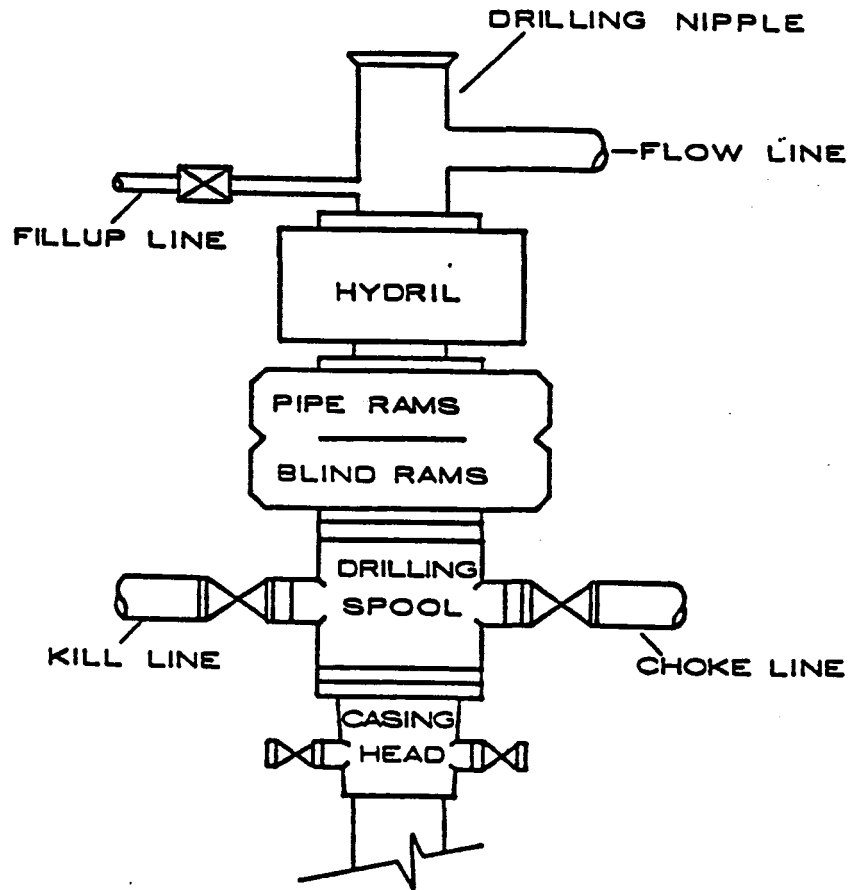 DRILLING NIPPLE
FLOW LINE
FILLUP LINE
HYDRIL
PIPE RAMS
BLIND RAMS
DRILLING
SPOOL
KILL LINE
CHOKE LINE
CASING
HEAD